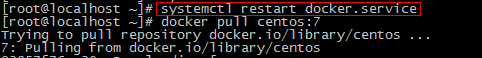 [root@localhost ~]# systemctl restart docker.service
[root@localhost ~]# docker pull centos:7
Trying to pull repository docker.io/library/centos ...
7: Pulling from docker.io/library/centos